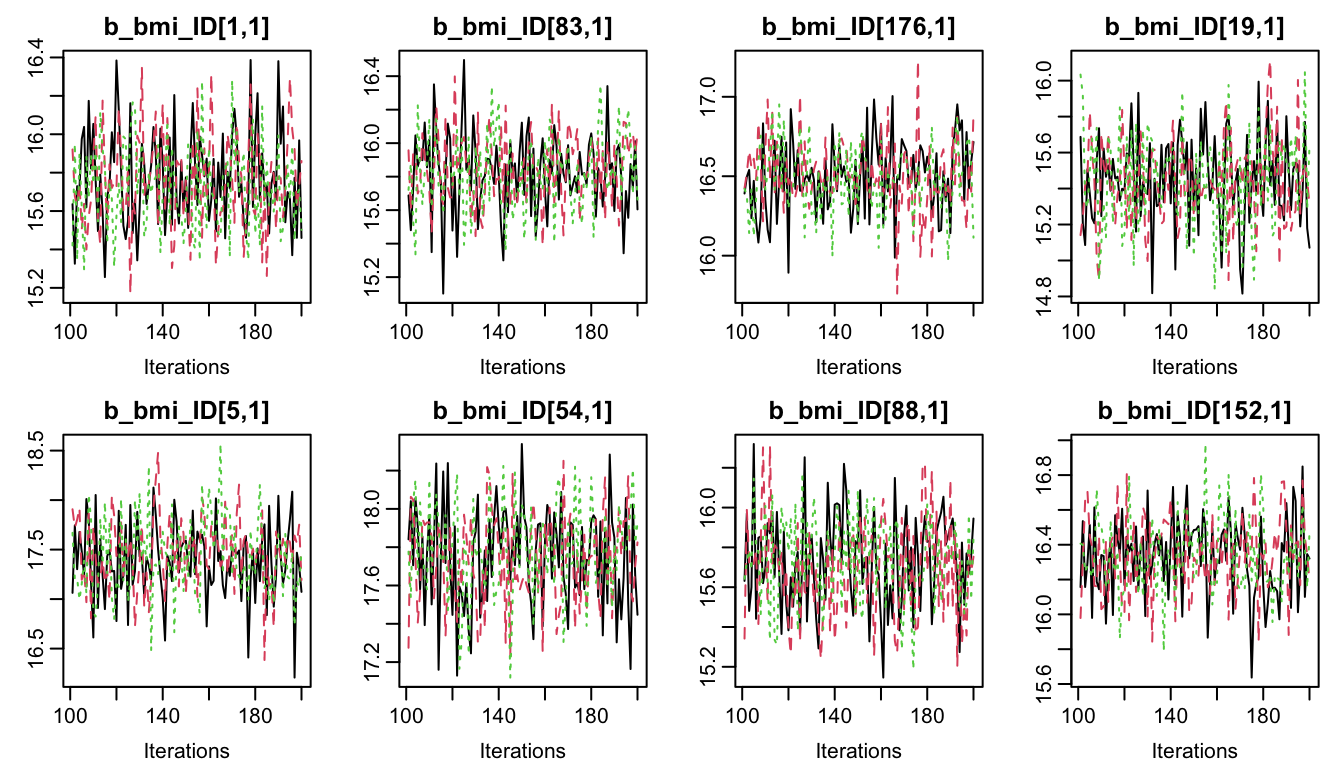 b_bmi_ID[1,1] b_bmi_ID[83,1] b_bmi_ID[176,1] b_bmi_ID[19,1]
16.4
16.0
15.6
15.2
100 140 180
Iterations
16.4
16.0
15.6
15.2
100 140 180
Iterations
17.0
16.5
16.0
100 140 180
Iterations
16.0
15.6
15.2
14.8
100 140 180
Iterations
b_bmi_ID[5,1] b_bmi_ID[54,1] b_bmi_ID[88,1] b_bmi_ID[152,1]
18.5
17.5
16.5
100 140 180
Iterations
18.0
17.6
17.2
100 140 180
Iterations
16.0
15.6
15.2
100 140 180
Iterations
16.8
16.4
16.0
15.6
100 140 180
Iterations